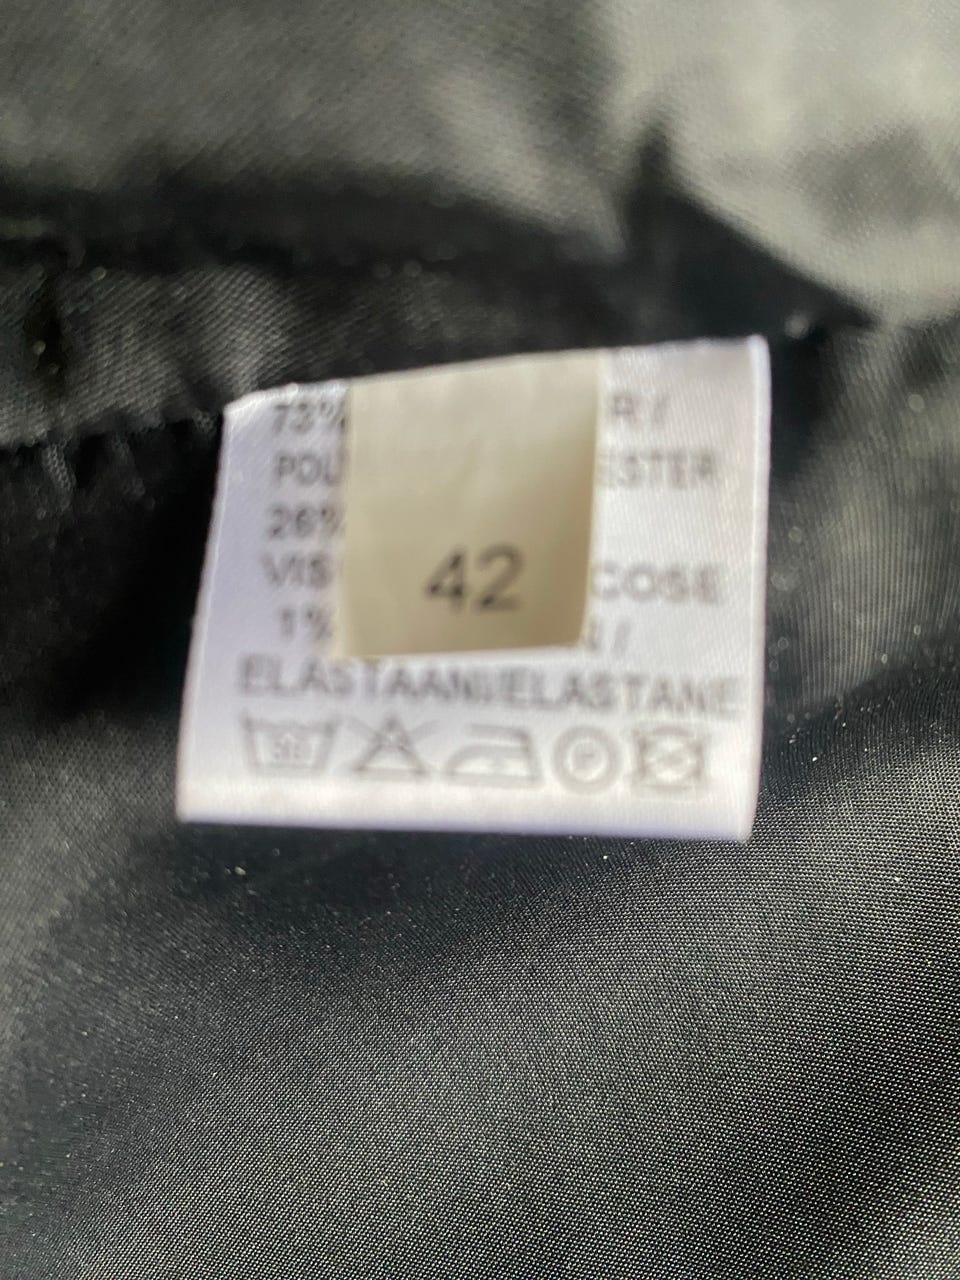 73% R/
POL ESTER
26%
VIS COSE
42
1% /
ELASTAANI/ELASTANE
30
P